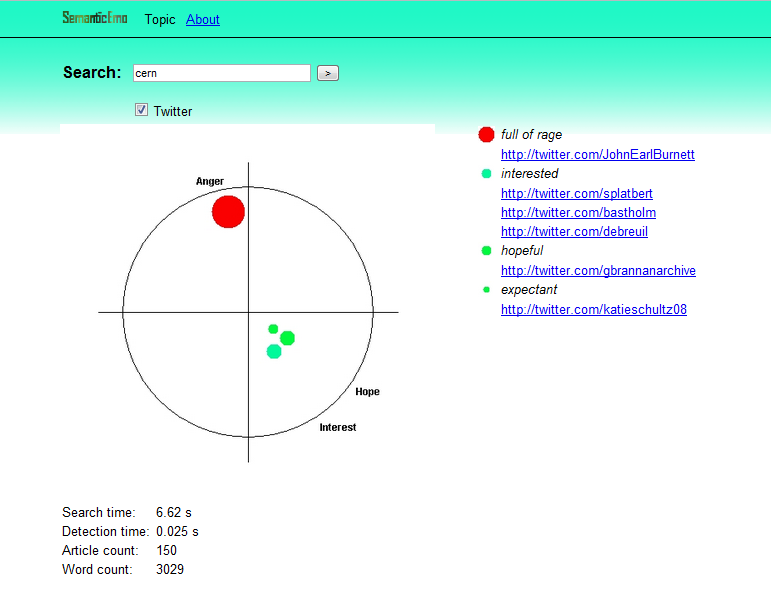 SemanticEmo Topic About
Search: cern >
Twitter
Anger
Hope
Interest
full of rage
http://twitter.com/JohnEarlBurnett
interested
http://twitter.com/splatbert
http://twitter.com/bastholm
http://twitter.com/debreuil
hopeful
http://twitter.com/gbrannanarchive
expectant
http://twitter.com/katieschultz08
Search time: 6.62 s
Detection time: 0.025 s
Article count: 150
Word count: 3029